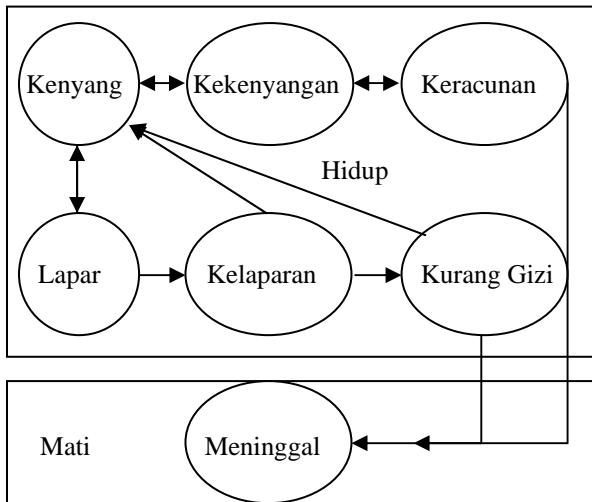 Kenyang
Kekenyangan
Keracunan
Hidup
Lapar
Kelaparan
Kurang Gizi
Mati
Meninggal